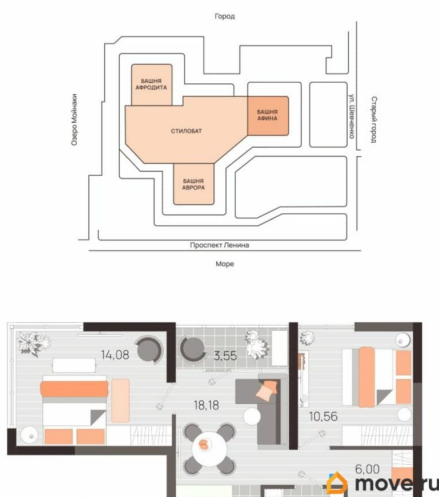 Город
БАШНЯ
АФРОДИТА
СТИЛОБАТ
БАШНЯ
АФИНА
БАШНЯ
АВРОРА
Озеро Мойнаки
ул. Шевченко
Старый город
Проспект Ленина
Море
14,08
3,55
18,18
10,56
6,00
move.ru